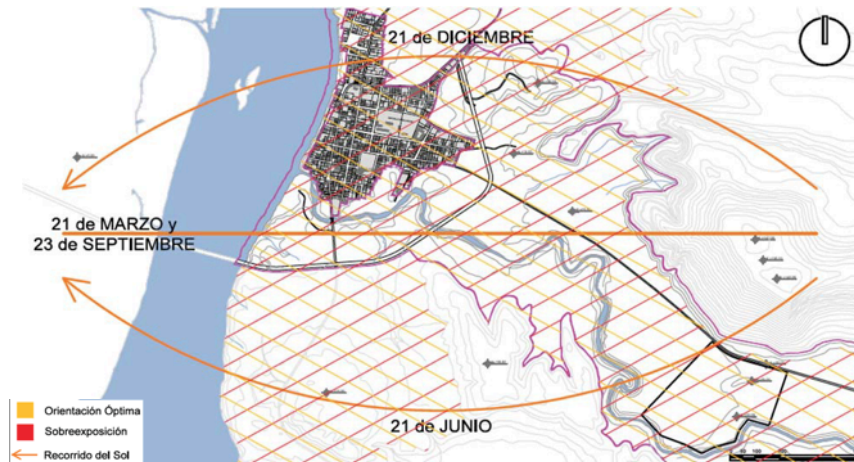 21 de DICIEMBRE
21 de MARZO y
23 de SEPTIEMBRE
21 de JUNIO
Orientación Óptima
Sobreexposición
Recorrido del Sol